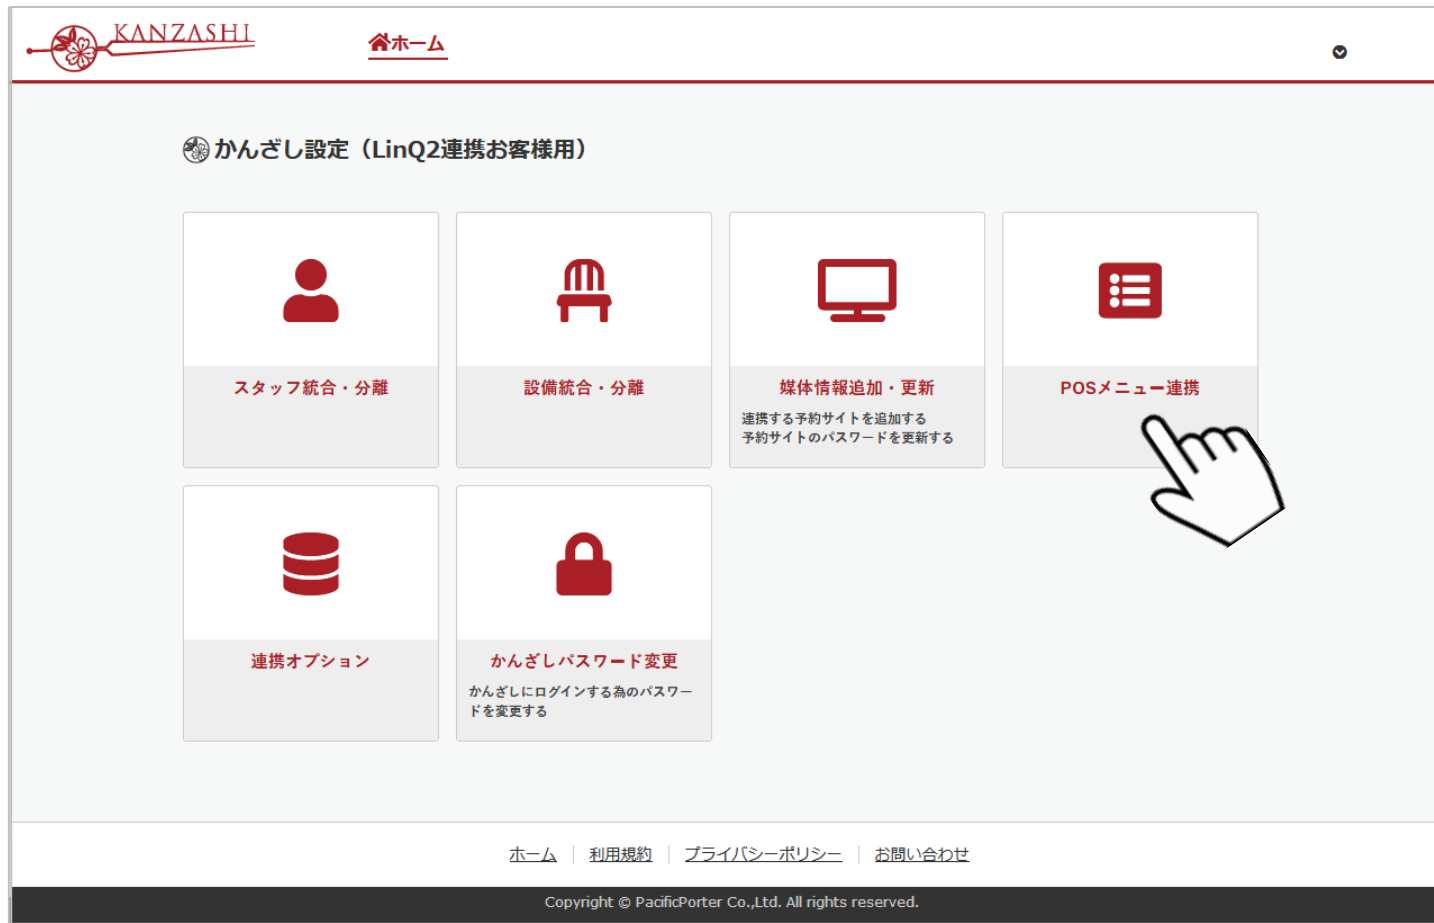 KANZASHI
ホーム
かんざし設定（LinQ2連携お客様用）
スタッフ統合・分離
設備統合・分離
媒体情報追加・更新
連携する予約サイトを追加する
予約サイトのパスワードを更新する
POSメニュー連携
連携オプション
かんざしパスワード変更
かんざしにログインする為のパスワー
ドを変更する
ホーム
利用規約
プライバシーポリシー
お問い合わせ
Copyright © PacificPorter Co.,Ltd. All rights reserved.